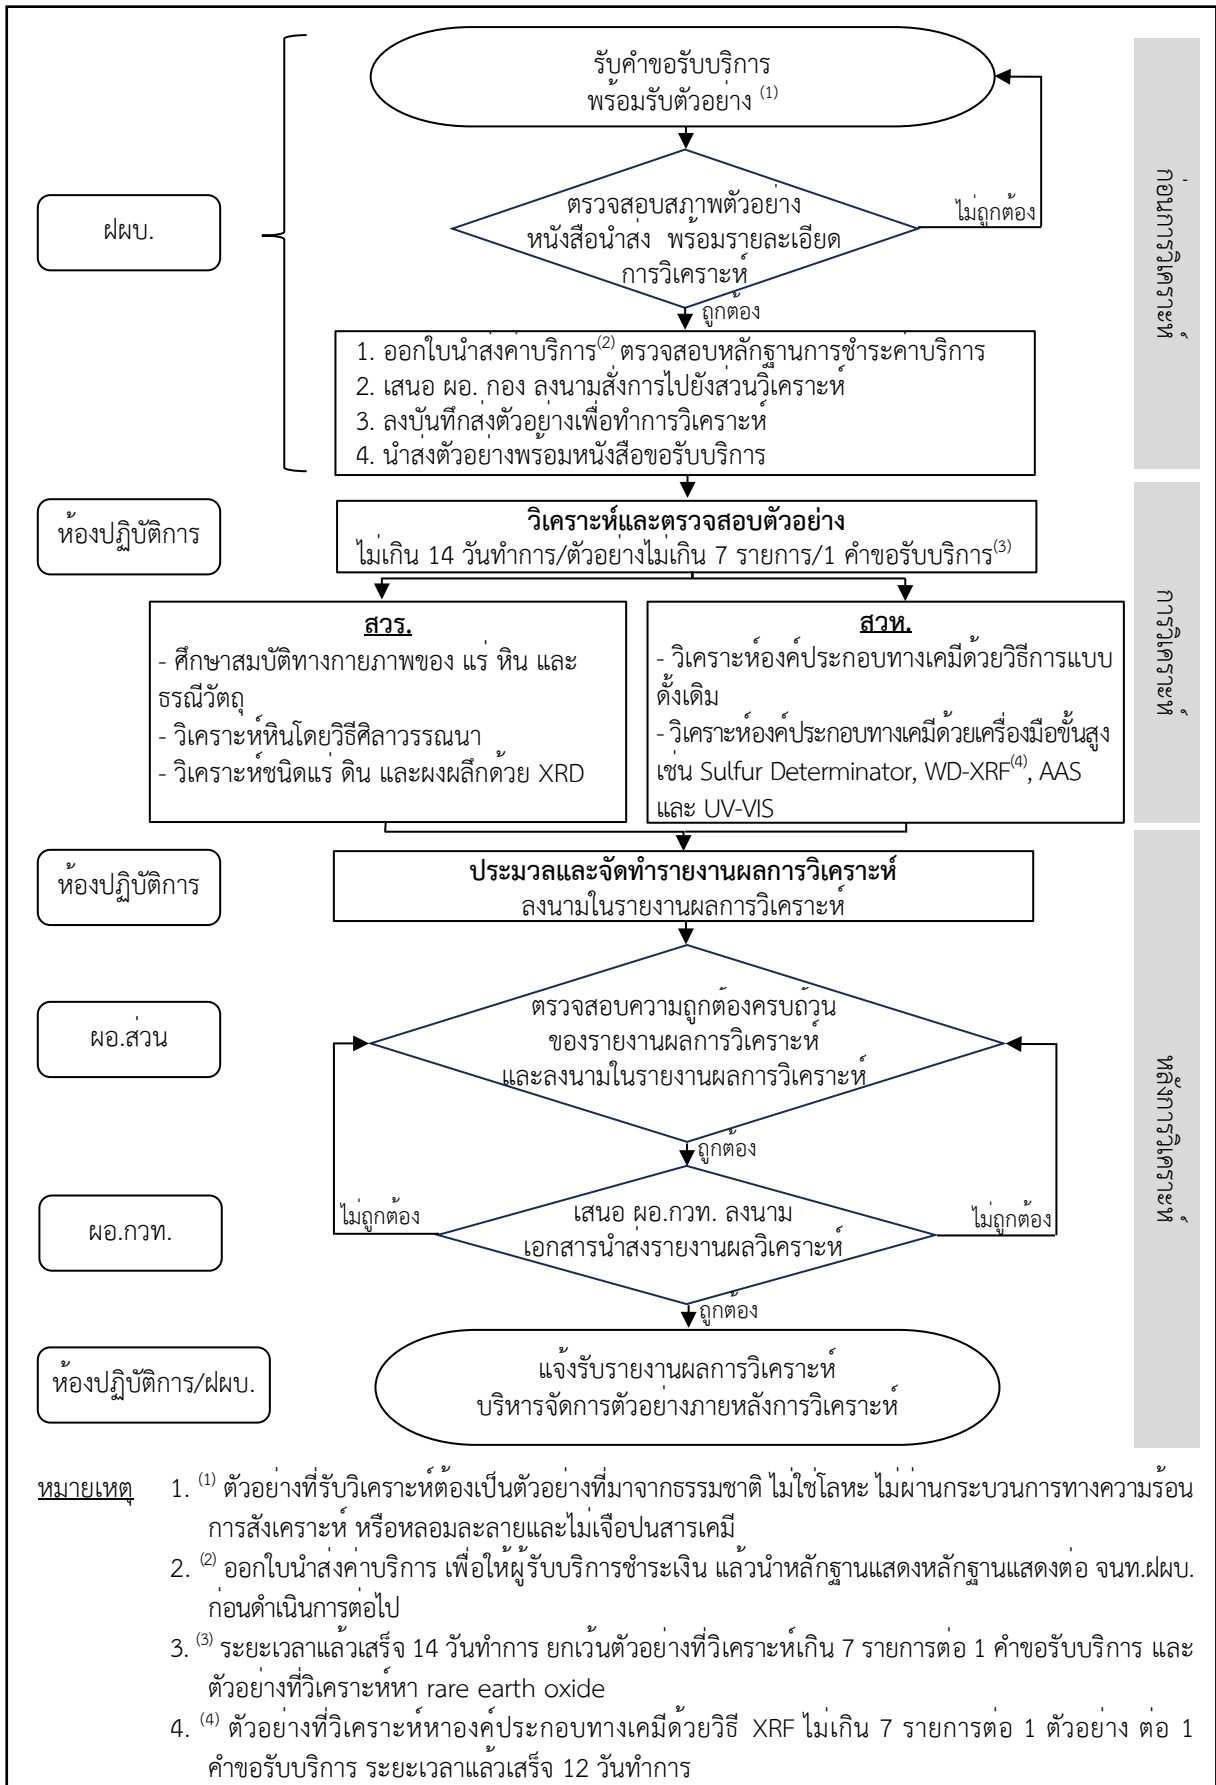 รับคำขอรับบริการ
พร้อมรับตัวอย่าง (1)
ก่อนการวิเคราะห์
ฝผบ.
ตรวจสอบสภาพตัวอย่าง
หนังสือนำส่ง พร้อมรายละเอียด
การวิเคราะห์
ไม่ถูกต้อง
ถูกต้อง
1. ออกใบนำส่งค่าบริการ(2) ตรวจสอบหลักฐานการชำระค่าบริการ
2. เสนอ ผอ. กอง ลงนามสั่งการไปยังส่วนวิเคราะห์
3. ลงบันทึกส่งตัวอย่างเพื่อทำการวิเคราะห์
4. นำส่งตัวอย่างพร้อมหนังสือขอรับบริการ
ห้องปฏิบัติการ
วิเคราะห์และตรวจสอบตัวอย่าง
ไม่เกิน 14 วันทำการ/ตัวอย่างไม่เกิน 7 รายการ/1 คำขอรับบริการ(3)
การวิเคราะห์
สวร.
- ศึกษาสมบัติทางกายภาพของ แร่ หิน และ
ธรณีวัตถุ
- วิเคราะห์หินโดยวิธีศิลาวรรณนา
- วิเคราะห์ชนิดแร่ ดิน และผงผลึกด้วย XRD
สวห.
- วิเคราะห์องค์ประกอบทางเคมีด้วยวิธีการแบบ
ดั้งเดิม
- วิเคราะห์องค์ประกอบทางเคมีด้วยเครื่องมือขั้นสูง
เช่น Sulfur Determinator, WD-XRF(4), AAS
และ UV-VIS
ห้องปฏิบัติการ
ประมวลและจัดทำรายงานผลการวิเคราะห์
ลงนามในรายงานผลการวิเคราะห์
หลังการวิเคราะห์
ผอ.ส่วน
ตรวจสอบความถูกต้องครบถ้วน
ของรายงานผลการวิเคราะห์
และลงนามในรายงานผลการวิเคราะห์
ถูกต้อง
ผอ.กวท.
ไม่ถูกต้อง
เสนอ ผอ.กวท. ลงนาม
เอกสารนำส่งรายงานผลวิเคราะห์
ไม่ถูกต้อง
ถูกต้อง
ห้องปฏิบัติการ/ฝผบ.
แจ้งรับรายงานผลการวิเคราะห์
บริหารจัดการตัวอย่างภายหลังการวิเคราะห์
หมายเหตุ 1. (1) ตัวอย่างที่รับวิเคราะห์ต้องเป็นตัวอย่างที่มาจากธรรมชาติ ไม่ใช่โลหะ ไม่ผ่านกระบวนการทางความร้อน
การสังเคราะห์ หรือหลอมละลายและไม่เจือปนสารเคมี
2. (2) ออกใบนำส่งค่าบริการ เพื่อให้ผู้รับบริการชำระเงิน แล้วนำหลักฐานแสดงหลักฐานแสดงต่อ จนท.ฝผบ.
ก่อนดำเนินการต่อไป
3. (3) ระยะเวลาแล้วเสร็จ 14 วันทำการ ยกเว้นตัวอย่างที่วิเคราะห์เกิน 7 รายการต่อ 1 คำขอรับบริการ และ
ตัวอย่างที่วิเคราะห์หา rare earth oxide
4. (4) ตัวอย่างที่วิเคราะห์หาองค์ประกอบทางเคมีด้วยวิธี XRF ไม่เกิน 7 รายการต่อ 1 ตัวอย่าง ต่อ 1
คำขอรับบริการ ระยะเวลาแล้วเสร็จ 12 วันทำการ